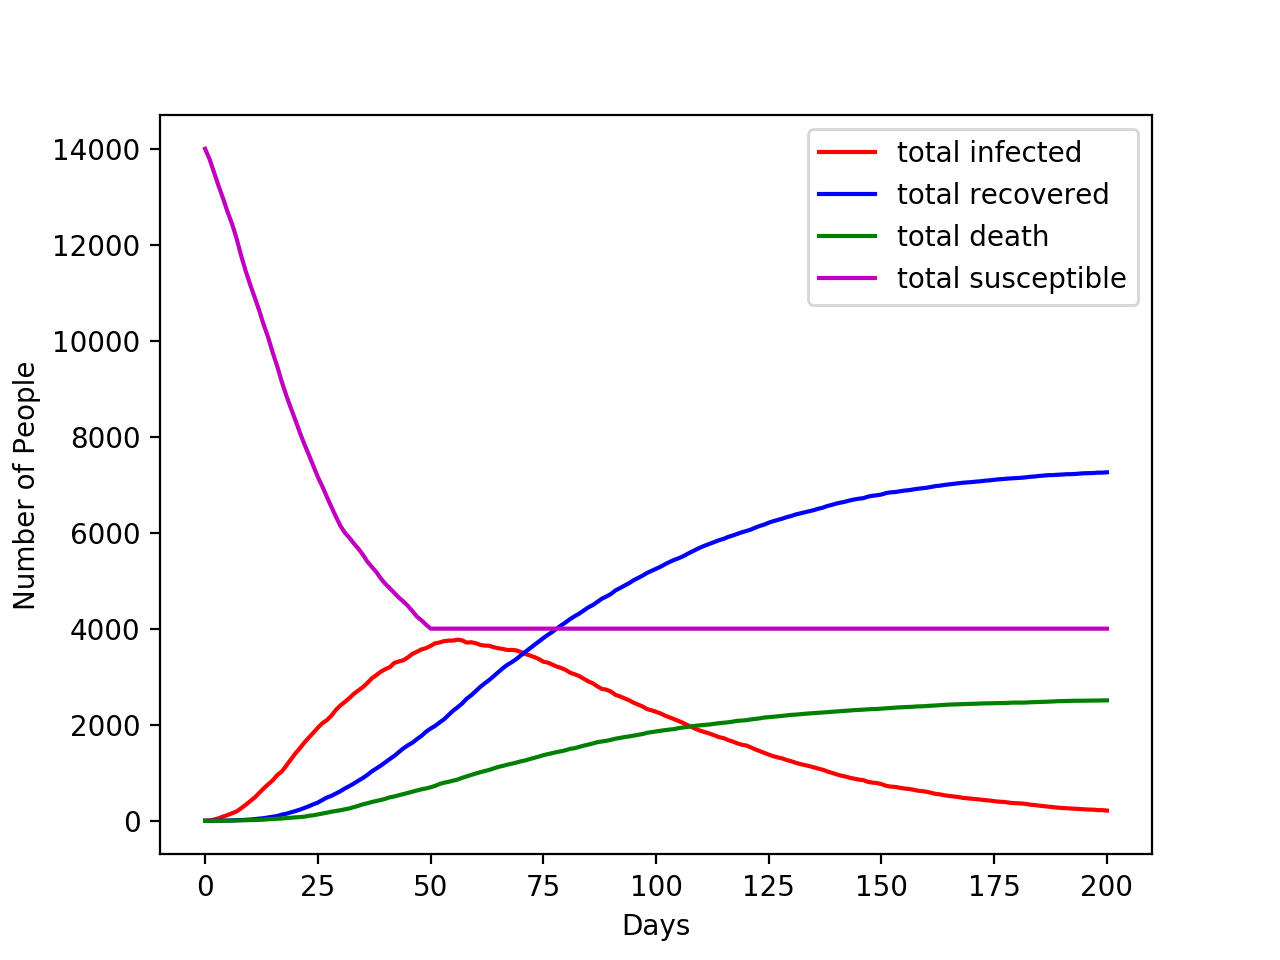 total infected
total recovered
total death
total susceptible
14000
12000
10000
8000
6000
4000
2000
0
Number of People
0 25 50 75 100 125 150 175 200
Days